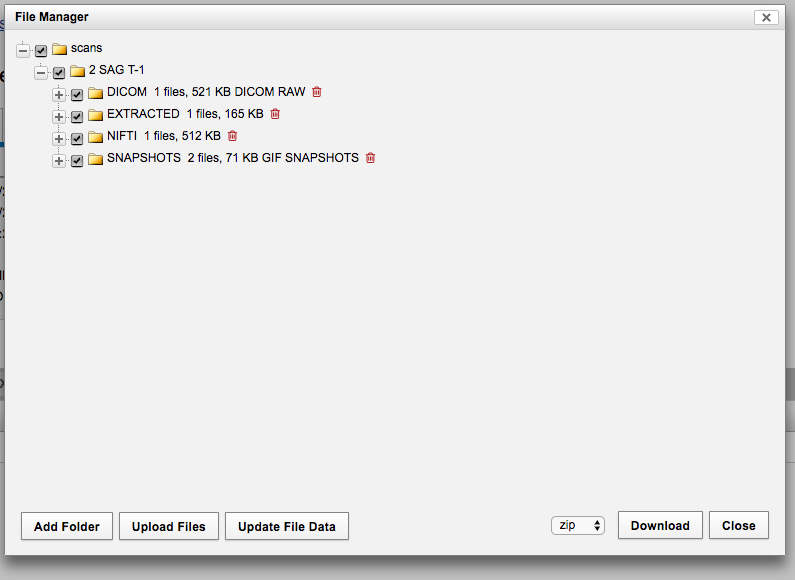 File Manager
scans
2 SAG T-1
DICOM 1 files, 521 KB DICOM RAW
EXTRACTED 1 files, 165 KB
NIFTI 1 files, 512 KB
SNAPSHOTS 2 files, 71 KB GIF SNAPSHOTS
Add Folder Upload Files Update File Data zip Download Close